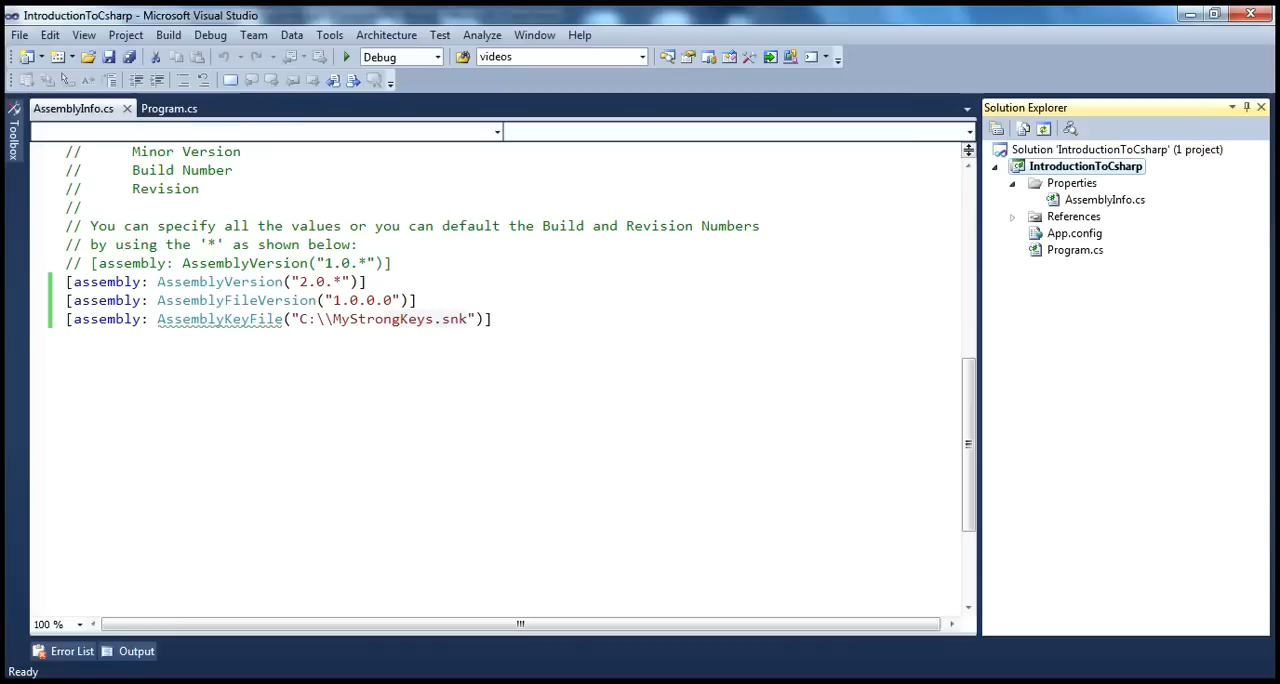 IntroductionToCsharp - Microsoft Visual Studio
File Edit View Project Build Debug Team Data Tools Architecture Test Analyze Window Help
Debug videos
AssemblyInfo.cs Program.cs
Solution Explorer
Toolbox
Solution 'IntroductionToCsharp' (1 project)
IntroductionToCsharp
Properties
AssemblyInfo.cs
References
App.config
Program.cs
// Minor Version
// Build Number
// Revision
//
// You can specify all the values or you can default the Build and Revision Numbers
// by using the '*' as shown below:
// [assembly: AssemblyVersion("1.0.*")]
[assembly: AssemblyVersion("2.0.*")]
[assembly: AssemblyFileVersion("1.0.0.0")]
[assembly: AssemblyKeyFile("C:\\MyStrongKeys.snk")]
100 %
Error List Output
Ready